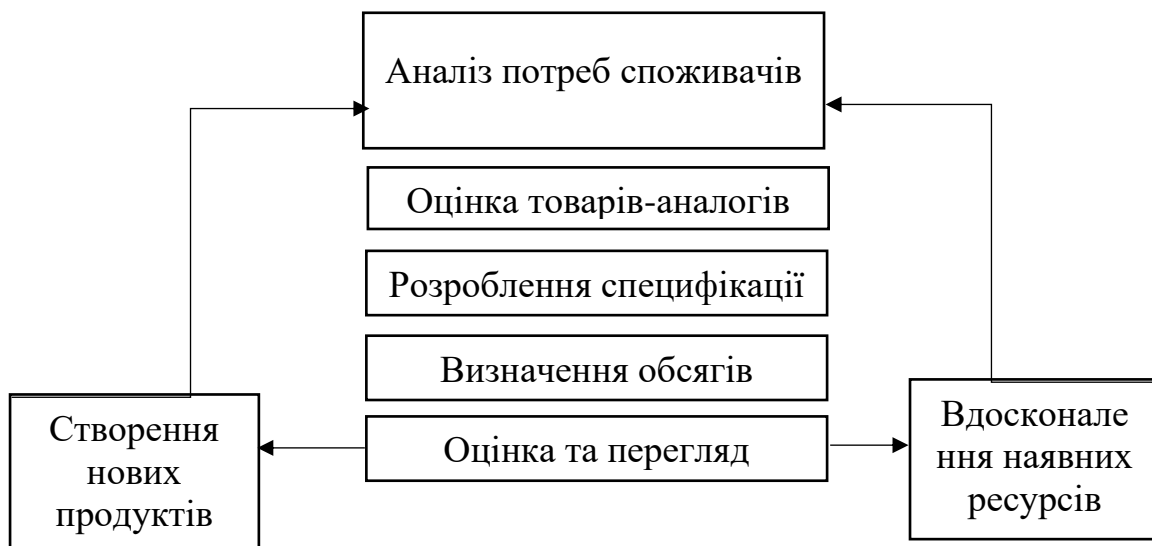 Аналіз потреб споживачів
Оцінка товарів-аналогів
Розроблення специфікації
Визначення обсягів
Оцінка та перегляд
Створення
нових
продуктів
Вдосконале
ння наявних
ресурсів